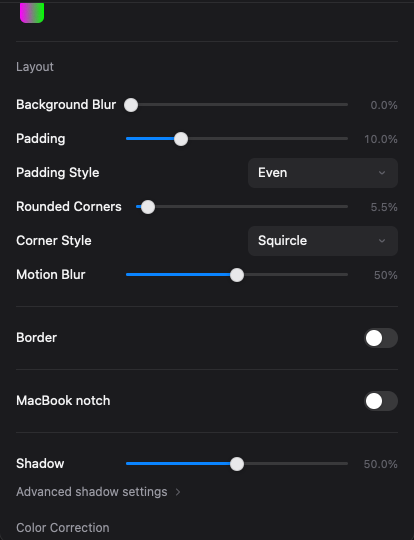 Layout
Background Blur 0.0%
Padding 10.0%
Padding Style Even
Rounded Corners 5.5%
Corner Style Squircle
Motion Blur 50%
Border
MacBook notch
Shadow 50.0%
Advanced shadow settings
Color Correction